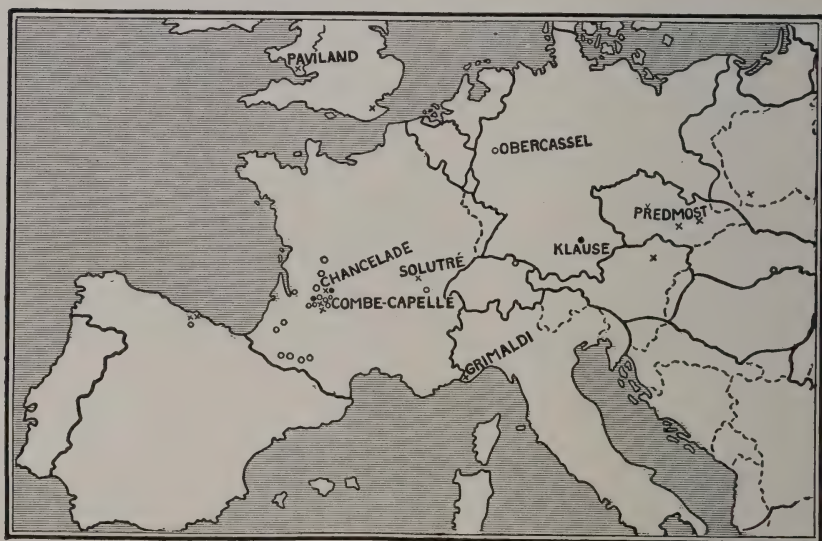 PAVILAND
OBERCASSEL
PŘEDMOST
KLAUSE
CHANCELADE
SOLUTRÉ
COMBE-CAPELLE
GRIMALDI